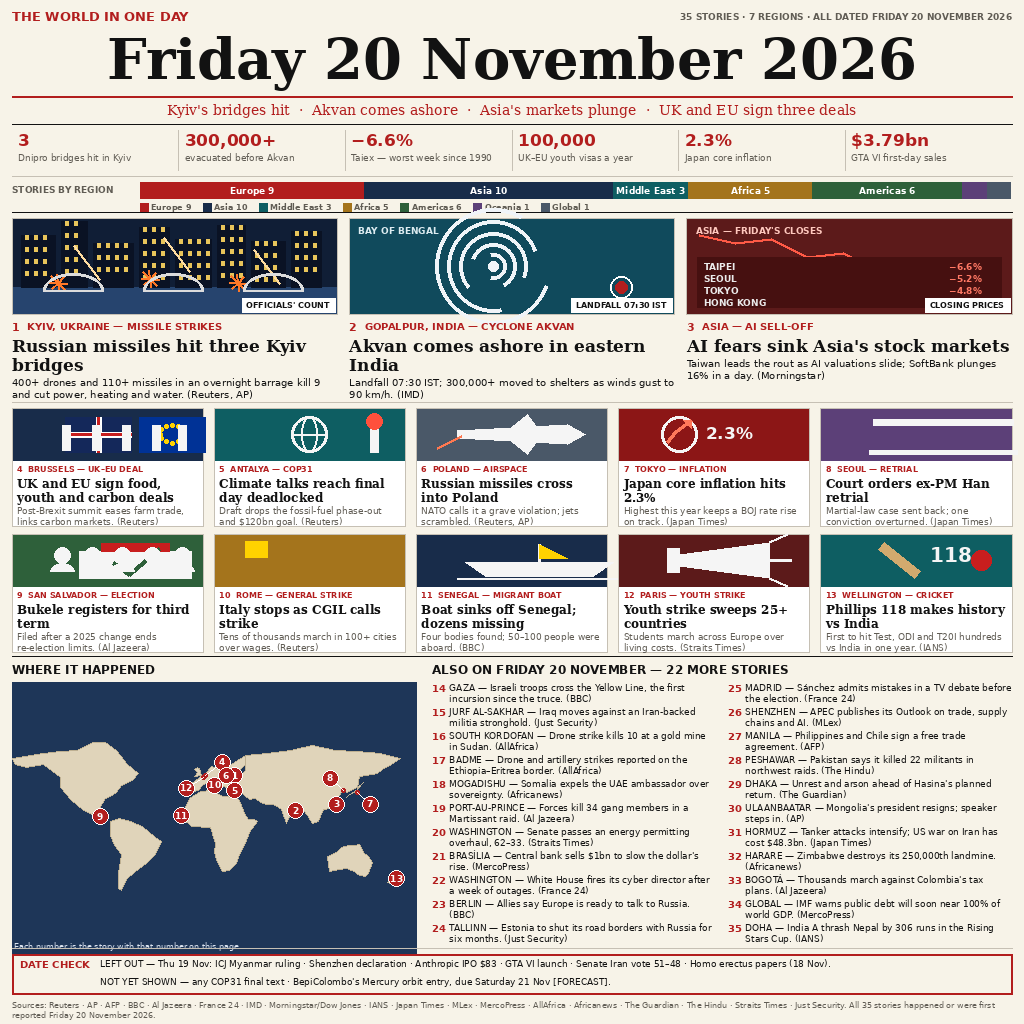 THE WORLD IN ONE DAY
35 STORIES · 7 REGIONS · ALL DATED FRIDAY 20 NOVEMBER 2026
Friday 20 November 2026
Kyiv's bridges hit · Akvan comes ashore · Asia's markets plunge · UK and EU sign three deals
3
Dnipro bridges hit in Kyiv
300,000+
evacuated before Akvan
−6.6%
Taiex — worst week since 1990
100,000
UK–EU youth visas a year
2.3%
Japan core inflation
$3.79bn
GTA VI first-day sales
STORIES BY REGION
Europe 9
Asia 10
Middle East 3
Africa 5
Americas 6
Europe 9
Asia 10
Middle East 3
Africa 5
Americas 6
Oceania 1
Global 1
OFFICIALS' COUNT
1 KYIV, UKRAINE — MISSILE STRIKES
Russian missiles hit three Kyiv
bridges
400+ drones and 110+ missiles in an overnight barrage kill 9
and cut power, heating and water. (Reuters, AP)
BAY OF BENGAL
LANDFALL 07:30 IST
2 GOPALPUR, INDIA — CYCLONE AKVAN
Akvan comes ashore in eastern
India
Landfall 07:30 IST; 300,000+ moved to shelters as winds gust to
90 km/h. (IMD)
ASIA — FRIDAY'S CLOSES
TAIPEI −6.6%
SEOUL −5.2%
TOKYO −4.8%
HONG KONG
CLOSING PRICES
3 ASIA — AI SELL-OFF
AI fears sink Asia's stock markets
Taiwan leads the rout as AI valuations slide; SoftBank plunges
16% in a day. (Morningstar)
4 BRUSSELS — UK–EU DEAL
UK and EU sign food,
youth and carbon deals
Post-Brexit summit eases farm trade,
links carbon markets. (Reuters)
5 ANTALYA — COP31
Climate talks reach final
day deadlocked
Draft drops the fossil-fuel phase-out
and $120bn goal. (Reuters)
6 POLAND — AIRSPACE
Russian missiles cross
into Poland
NATO calls it a grave violation; jets
scrambled. (Reuters, AP)
2.3%
7 TOKYO — INFLATION
Japan core inflation hits
2.3%
Highest this year keeps a BOJ rate rise
on track. (Japan Times)
8 SEOUL — RETRIAL
Court orders ex-PM Han
retrial
Martial-law case sent back; one
conviction overturned. (Japan Times)
9 SAN SALVADOR — ELECTION
Bukele registers for third
term
Filed after a 2025 change ends
re-election limits. (Al Jazeera)
10 ROME — GENERAL STRIKE
Italy stops as CGIL calls
strike
Tens of thousands march in 100+ cities
over wages. (Reuters)
11 SENEGAL — MIGRANT BOAT
Boat sinks off Senegal;
dozens missing
Four bodies found; 50–100 people were
aboard. (BBC)
12 PARIS — YOUTH STRIKE
Youth strike sweeps 25+
countries
Students march across Europe over
living costs. (Straits Times)
118
13 WELLINGTON — CRICKET
Phillips 118 makes history
vs India
First to hit Test, ODI and T20I hundreds
vs India in one year. (IANS)
WHERE IT HAPPENED
4
6
1
12
10
5
8
9
11
2
3
7
13
Each number is the story with that number on this page
ALSO ON FRIDAY 20 NOVEMBER — 22 MORE STORIES
14 GAZA — Israeli troops cross the Yellow Line, the first
incursion since the truce. (BBC)
15 JURF AL-SAKHAR — Iraq moves against an Iran-backed
militia stronghold. (Just Security)
16 SOUTH KORDOFAN — Drone strike kills 10 at a gold mine
in Sudan. (AllAfrica)
17 BADME — Drone and artillery strikes reported on the
Ethiopia–Eritrea border. (AllAfrica)
18 MOGADISHU — Somalia expels the UAE ambassador over
sovereignty. (Africanews)
19 PORT-AU-PRINCE — Forces kill 34 gang members in a
Martissant raid. (Al Jazeera)
20 WASHINGTON — Senate passes an energy permitting
overhaul, 62–33. (Straits Times)
21 BRASÍLIA — Central bank sells $1bn to slow the dollar's
rise. (MercoPress)
22 WASHINGTON — White House fires its cyber director after
a week of outages. (France 24)
23 BERLIN — Allies say Europe is ready to talk to Russia.
(BBC)
24 TALLINN — Estonia to shut its road borders with Russia for
six months. (Just Security)
25 MADRID — Sánchez admits mistakes in a TV debate before
the election. (France 24)
26 SHENZHEN — APEC publishes its Outlook on trade, supply
chains and AI. (MLex)
27 MANILA — Philippines and Chile sign a free trade
agreement. (AFP)
28 PESHAWAR — Pakistan says it killed 22 militants in
northwest raids. (The Hindu)
29 DHAKA — Unrest and arson ahead of Hasina's planned
return. (The Guardian)
30 ULAANBAATAR — Mongolia's president resigns; speaker
steps in. (AP)
31 HORMUZ — Tanker attacks intensify; US war on Iran has
cost $48.3bn. (Japan Times)
32 HARARE — Zimbabwe destroys its 250,000th landmine.
(Africanews)
33 BOGOTÁ — Thousands march against Colombia's tax
plans. (Al Jazeera)
34 GLOBAL — IMF warns public debt will soon near 100% of
world GDP. (MercoPress)
35 DOHA — India A thrash Nepal by 306 runs in the Rising
Stars Cup. (IANS)
DATE CHECK
LEFT OUT — Thu 19 Nov: ICJ Myanmar ruling · Shenzhen declaration · Anthropic IPO $83 · GTA VI launch · Senate Iran vote 51–48 · Homo erectus papers (18 Nov).
NOT YET SHOWN — any COP31 final text · BepiColombo's Mercury orbit entry, due Saturday 21 Nov [FORECAST].
Sources: Reuters · AP · AFP · BBC · Al Jazeera · France 24 · IMD · Morningstar/Dow Jones · IANS · Japan Times · MLex · MercoPress · AllAfrica · Africanews · The Guardian · The Hindu · Straits Times · Just Security. All 35 stories happened or were first
reported Friday 20 November 2026.